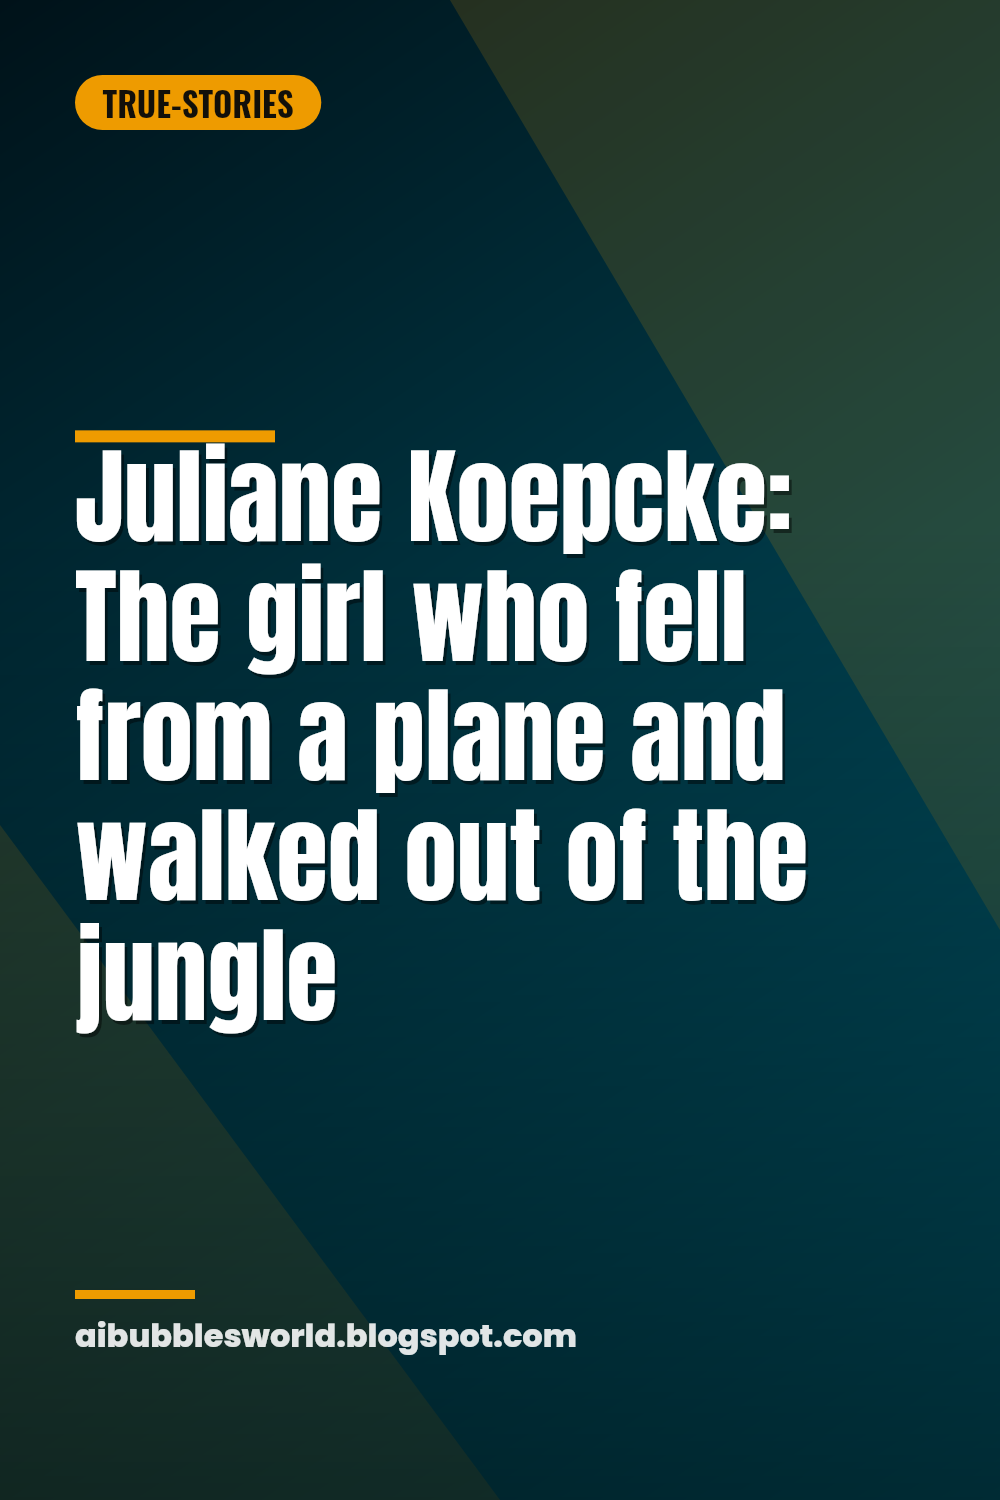 TRUE-STORIES
Juliane Koepcke:
The girl who fell
from a plane and
walked out of the
jungle
aibubblesworld.blogspot.com